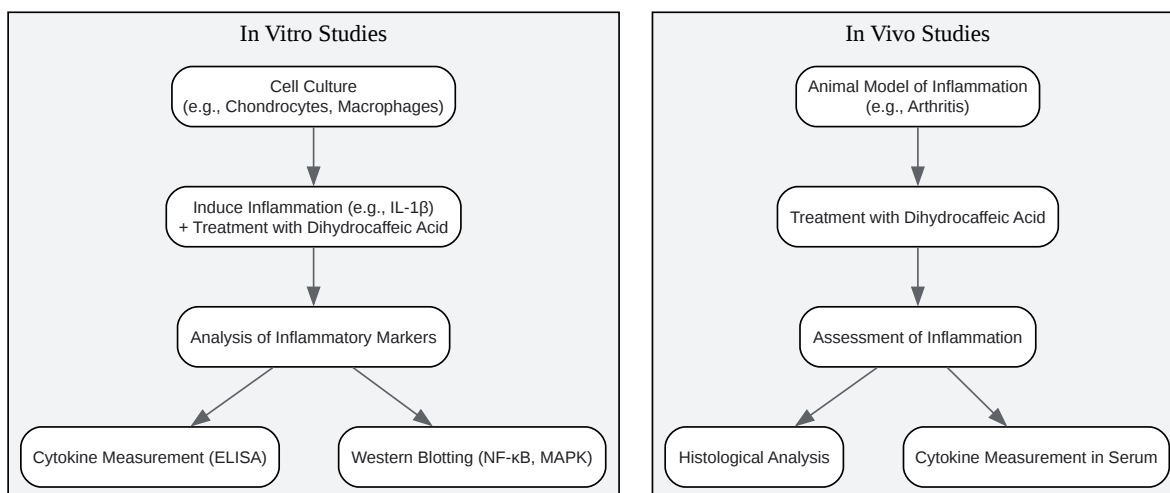 In Vitro Studies
Cell Culture
(e.g., Chondrocytes, Macrophages)
Induce Inflammation (e.g., IL-1β)
+ Treatment with Dihydrocaffeic Acid
Analysis of Inflammatory Markers
Cytokine Measurement (ELISA)
Western Blotting (NF-κB, MAPK)
In Vivo Studies
Animal Model of Inflammation
(e.g., Arthritis)
Treatment with Dihydrocaffeic Acid
Assessment of Inflammation
Histological Analysis
Cytokine Measurement in Serum